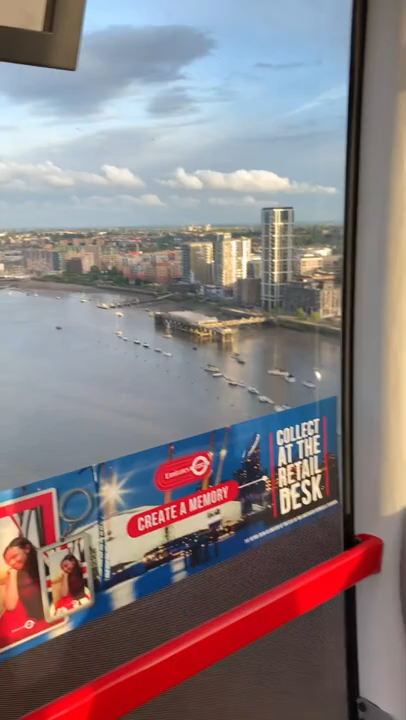 Emirates
CREATE A MEMORY
COLLECT
AT THE
RETAIL
DESK